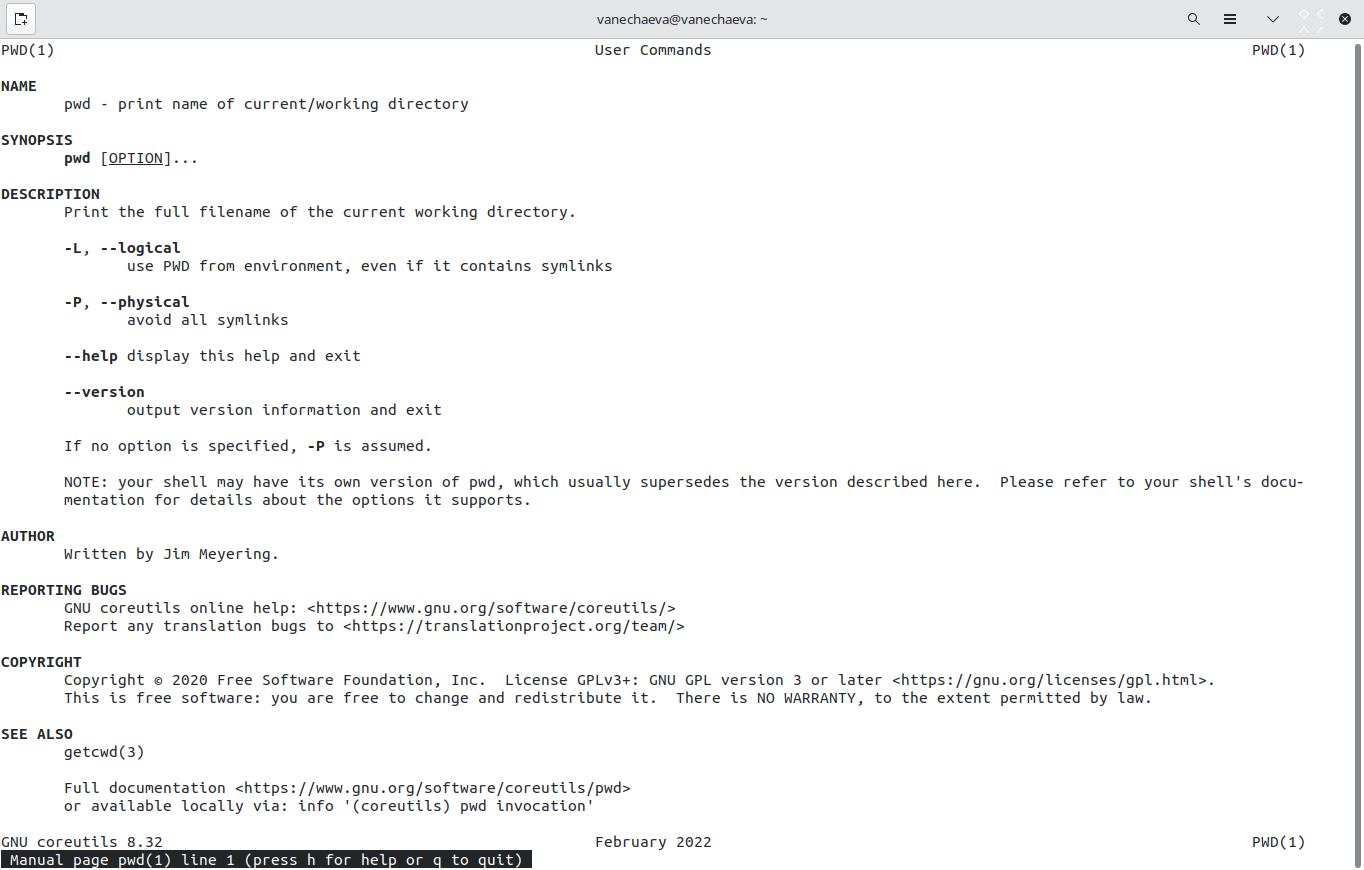 vanechaeva@vanechaeva: ~
PWD(1) User Commands PWD(1)
NAME
pwd - print name of current/working directory
SYNOPSIS
pwd [OPTION]...
DESCRIPTION
Print the full filename of the current working directory.
-L, --logical
use PWD from environment, even if it contains symlinks
-P, --physical
avoid all symlinks
--help display this help and exit
--version
output version information and exit
If no option is specified, -P is assumed.
NOTE: your shell may have its own version of pwd, which usually supersedes the version described here.  Please refer to your shell's docu-
mentation for details about the options it supports.
AUTHOR
Written by Jim Meyering.
REPORTING BUGS
GNU coreutils online help: <https://www.gnu.org/software/coreutils/>
Report any translation bugs to <https://translationproject.org/team/>
COPYRIGHT
Copyright © 2020 Free Software Foundation, Inc.  License GPLv3+: GNU GPL version 3 or later <https://gnu.org/licenses/gpl.html>.
This is free software: you are free to change and redistribute it.  There is NO WARRANTY, to the extent permitted by law.
SEE ALSO
getcwd(3)
Full documentation <https://www.gnu.org/software/coreutils/pwd>
or available locally via: info '(coreutils) pwd invocation'
GNU coreutils 8.32 February 2022 PWD(1)
Manual page pwd(1) line 1 (press h for help or q to quit)